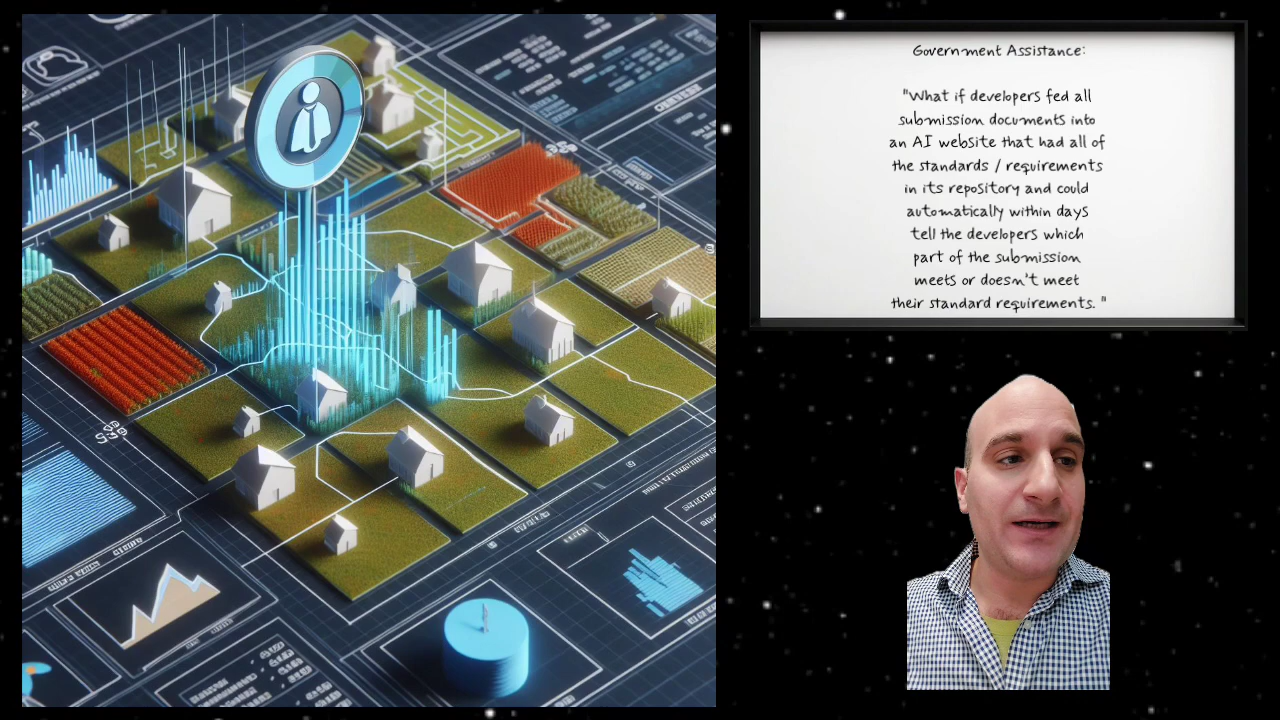 Government Assistance:
"What if developers fed all
submission documents into
an AI website that had all of
the standards / requirements
in its repository and could
automatically within days
tell the developers which
part of the submission
meets or doesn't meet
their standard requirements. "